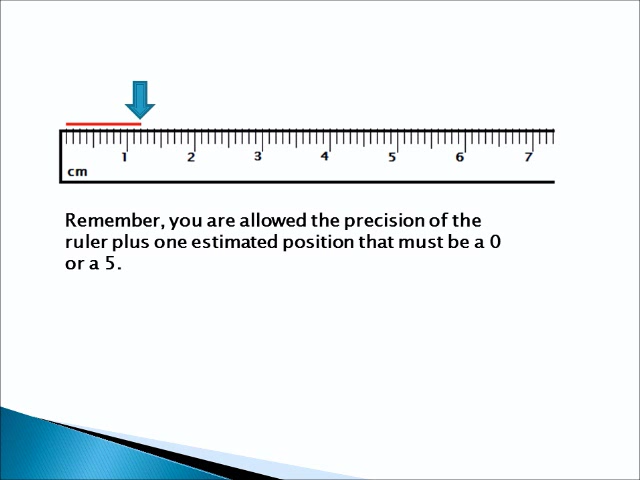 1 2 3 4 5 6 7
cm
Remember, you are allowed the precision of the
ruler plus one estimated position that must be a 0
or a 5.